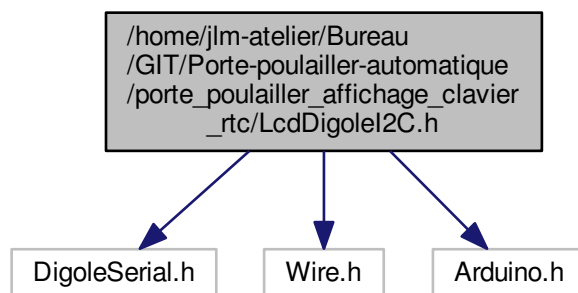 /home/jlm-atelier/Bureau
/GIT/Porte-poulailler-automatique
/porte_poulailler_affichage_clavier
_rtc/LcdDigoleI2C.h
DigoleSerial.h
Wire.h
Arduino.h